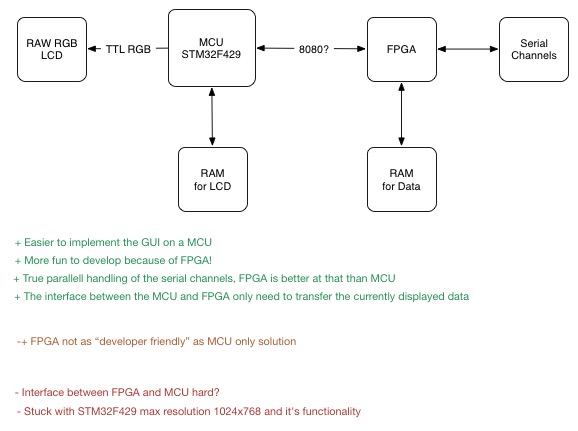 RAW RGB
LCD
TTL RGB
MCU
STM32F429
8080?
FPGA
Serial
Channels
RAM
for LCD
RAM
for Data
+ Easier to implement the GUI on a MCU
+ More fun to develop because of FPGA!
+ True parallell handling of the serial channels, FPGA is better at that than MCU
+ The interface between the MCU and FPGA only need to transfer the currently displayed data
-+ FPGA not as “developer friendly” as MCU only solution
- Interface between FPGA and MCU hard?
- Stuck with STM32F429 max resolution 1024x768 and it's functionality